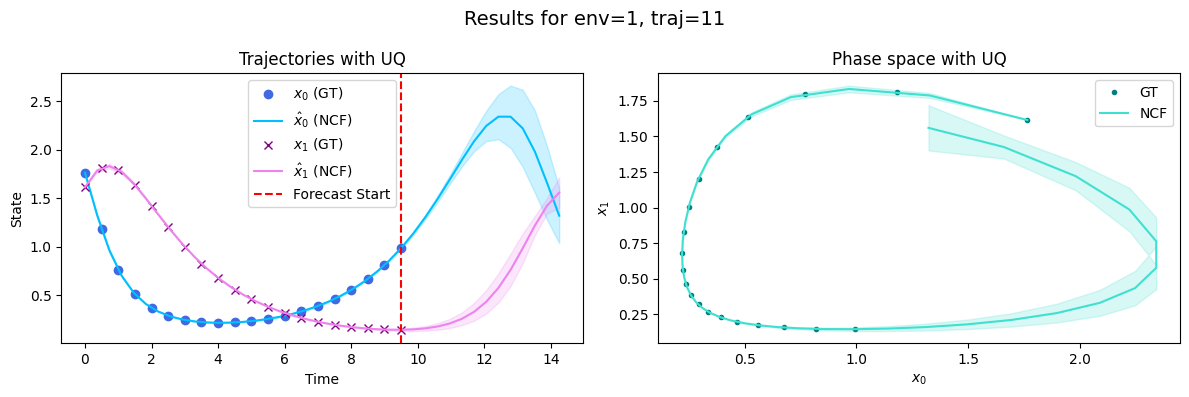 Results for env=1, traj=11
Trajectories with UQ
State
2.5
2.0
1.5
1.0
0.5
0 2 4 6 8 10 12 14
Time
x₀ (GT)
x̂₀ (NCF)
x₁ (GT)
x̂₁ (NCF)
Forecast Start
Phase space with UQ
x₁
1.75
1.50
1.25
1.00
0.75
0.50
0.25
0.5 1.0 1.5 2.0
x₀
GT
NCF